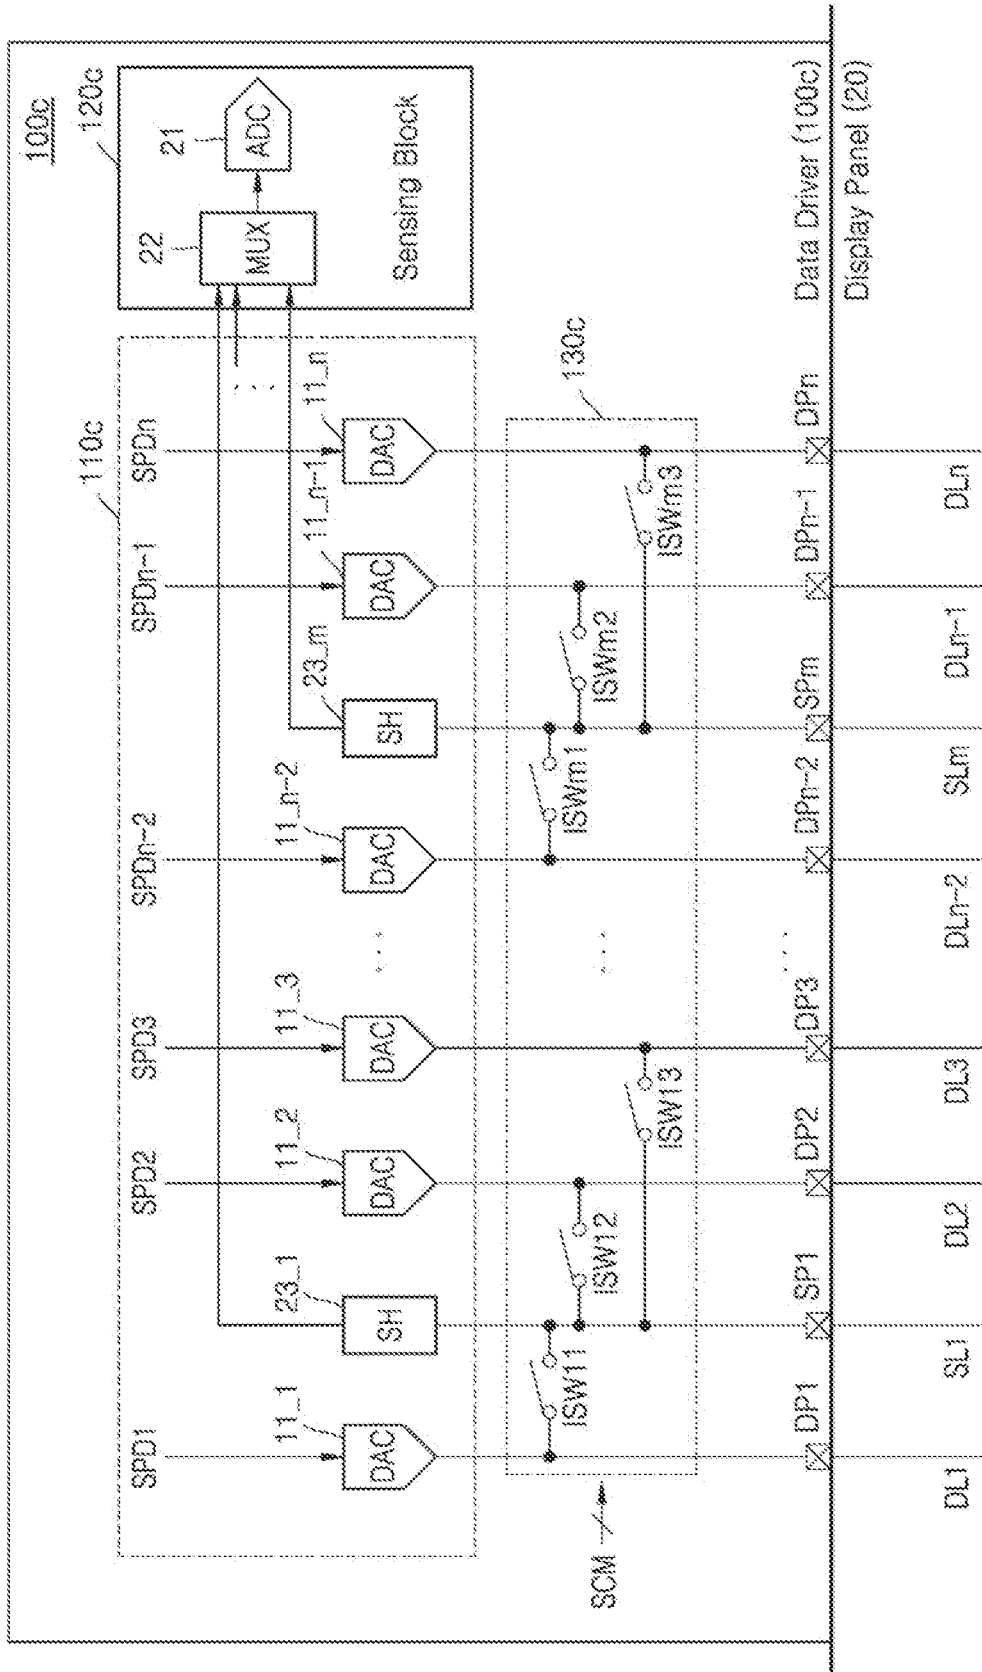 100c
110c
120c
SPD1
SPD2
SPD3
SPDn-2
SPDn-1
SPDn
22
21
MUX
ADC
Sensing Block
11_1
23_1
11_2
11_3
11_n-2
23_m
11_n-1
11_n
DAC
SH
DAC
DAC
DAC
SH
DAC
DAC
130c
SCM
ISW11
ISW12
ISW13
ISWm1
ISWm2
ISWm3
DP1
SP1
DP2
DP3
DPn-2
SPm
DPn-1
DPn
Data Driver (100c)
Display Panel (20)
DL1
SL1
DL2
DL3
DLn-2
SLm
DLn-1
DLn